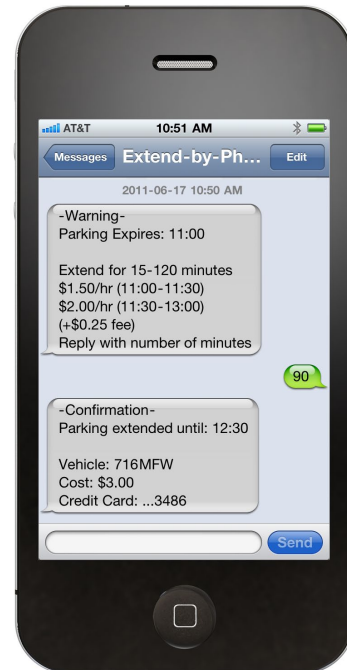 AT&T 10:51 AM
Messages Extend-by-Ph... Edit
2011-06-17 10:50 AM
-Warning-
Parking Expires: 11:00
Extend for 15-120 minutes
$1.50/hr (11:00-11:30)
$2.00/hr (11:30-13:00)
(+$0.25 fee)
Reply with number of minutes
90
-Confirmation-
Parking extended until: 12:30
Vehicle: 716MFW
Cost: $3.00
Credit Card: ...3486
Send